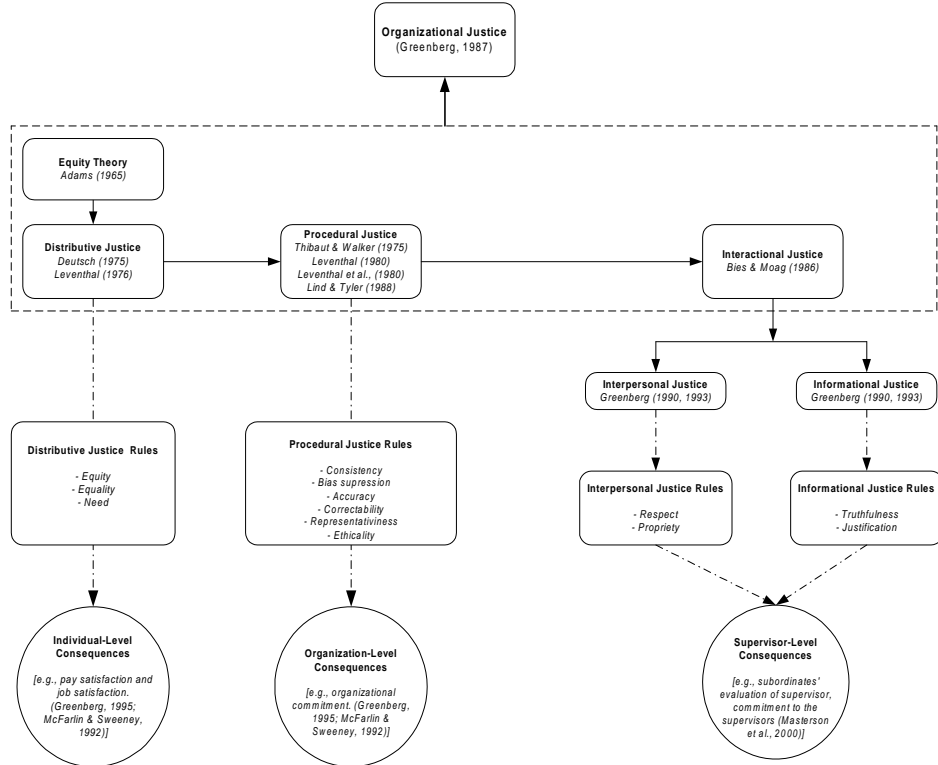 Organizational Justice
(Greenberg, 1987)
Equity Theory
Adams (1965)
Distributive Justice
Deutsch (1975)
Leventhal (1976)
Procedural Justice
Thibaut & Walker (1975)
Leventhal (1980)
Leventhal et al., (1980)
Lind & Tyler (1988)
Interactional Justice
Bies & Moag (1986)
Interpersonal Justice
Greenberg (1990, 1993)
Informational Justice
Greenberg (1990, 1993)
Distributive Justice Rules
- Equity
- Equality
- Need
Procedural Justice Rules
- Consistency
- Bias supression
- Accuracy
- Correctability
- Representativiness
- Ethicality
Interpersonal Justice Rules
- Respect
- Propriety
Informational Justice Rules
- Truthfulness
- Justification
Individual-Level
Consequences
[e.g., pay satisfaction and
job satisfaction.
(Greenberg, 1995;
McFarlin & Sweeney,
1992)]
Organization-Level
Consequences
[e.g., organizational
commitment. (Greenberg,
1995; McFarlin &
Sweeney, 1992)]
Supervisor-Level
Consequences
[e.g., subordinates'
evaluation of supervisor,
commitment to the
supervisors (Masterson
et al., 2000)]